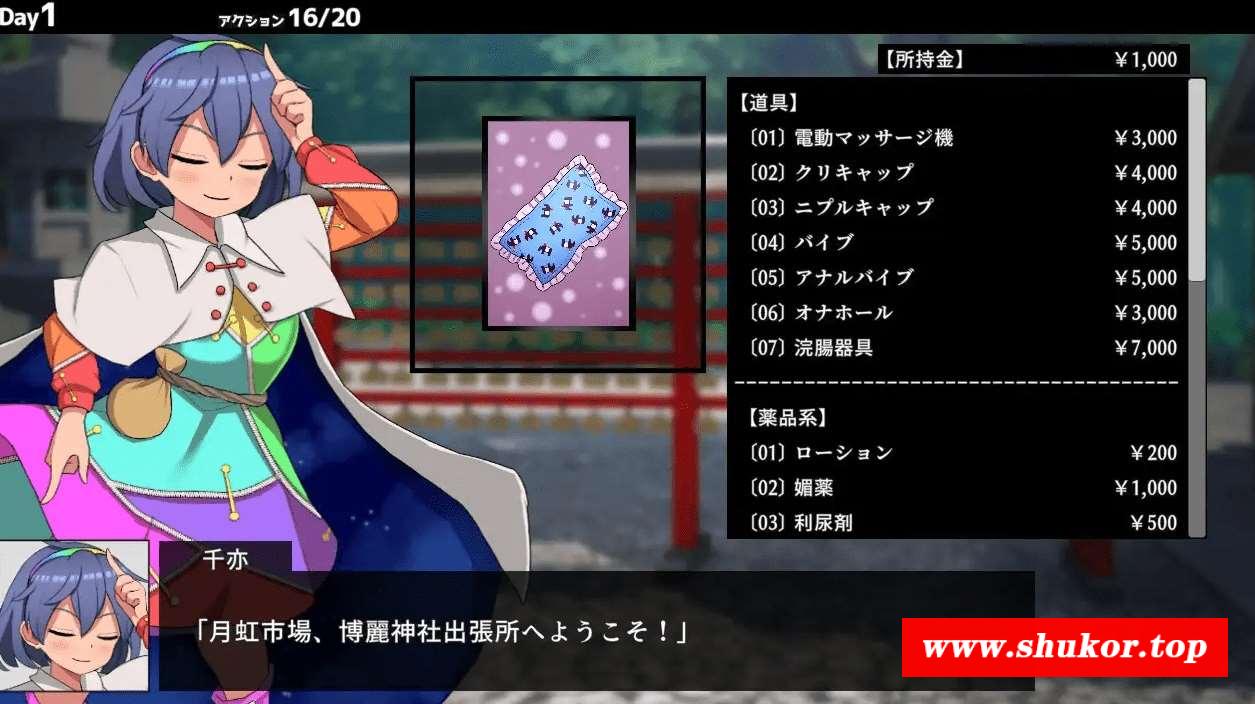 Day1
アクション16/20
【所持金】 ￥1,000
【道具】
〔01〕電動マッサージ機 ￥3,000
〔02〕クリキャップ ￥4,000
〔03〕ニプルキャップ ￥4,000
〔04〕バイブ ￥5,000
〔05〕アナルバイブ ￥5,000
〔06〕オナホール ￥3,000
〔07〕浣腸器具 ￥7,000
【薬品系】
〔01〕ローション ￥200
〔02〕媚薬 ￥1,000
〔03〕利尿剤 ￥500
千亦
「月虹市場、博麗神社出張所へようこそ！」
www.shukor.top